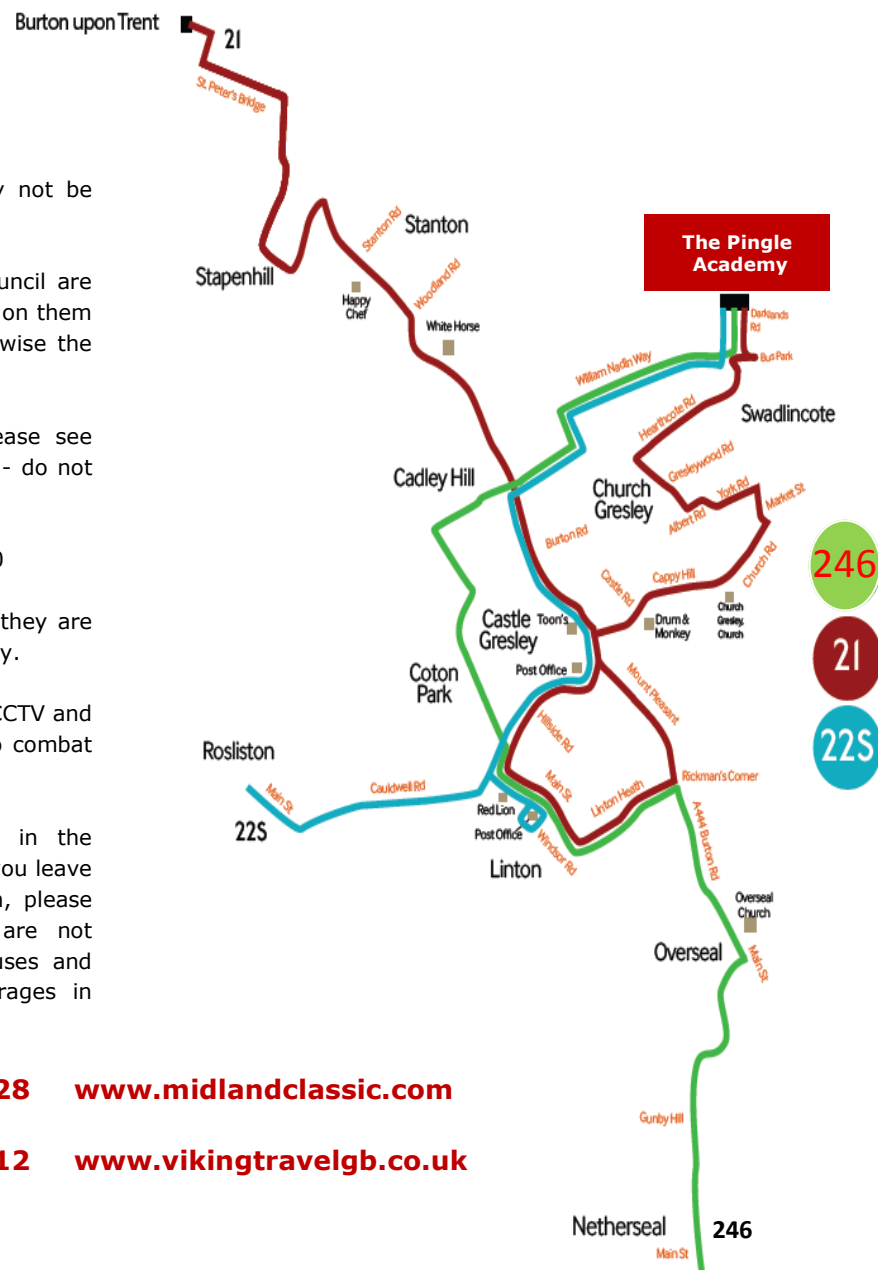 Burton upon Trent
21
St. Peter's Bridge
y not be
Stanton Rd
Stanton
The Pingle
Academy
Stapenhill
uncil are
on them
wise the
Happy
Chef
Woodland Rd
White Horse
Darklands
Rd
Bus Park
William Nadin Way
Hearthcote Rd
Swadlincote
ease see
- do not
Cadley Hill
Gresleywood Rd
Church
Gresley
York Rd
Albert Rd
Market St
Burton Rd
246
Church Rd
they are
y.
Castle Rd
Cappy Hill
Castle
Gresley
Toon's
Drum &
Monkey
Church
Gresley,
Church
21
CCTV and
o combat
Post Office
Coton
Park
Mount Pleasant
Hillside Rd
22S
Rosliston
Main St
Cauldwell Rd
Main St
Linton Heath
Rickman's Corner
22S
Red Lion
Post Office
Windsor Rd
A444 Burton Rd
in the
you leave
, please
are not
uses and
rages in
Linton
Overseal
Church
Overseal
Main St
28 www.midlandclassic.com
Gunby Hill
12 www.vikingtravelgb.co.uk
Netherseal
246
Main St